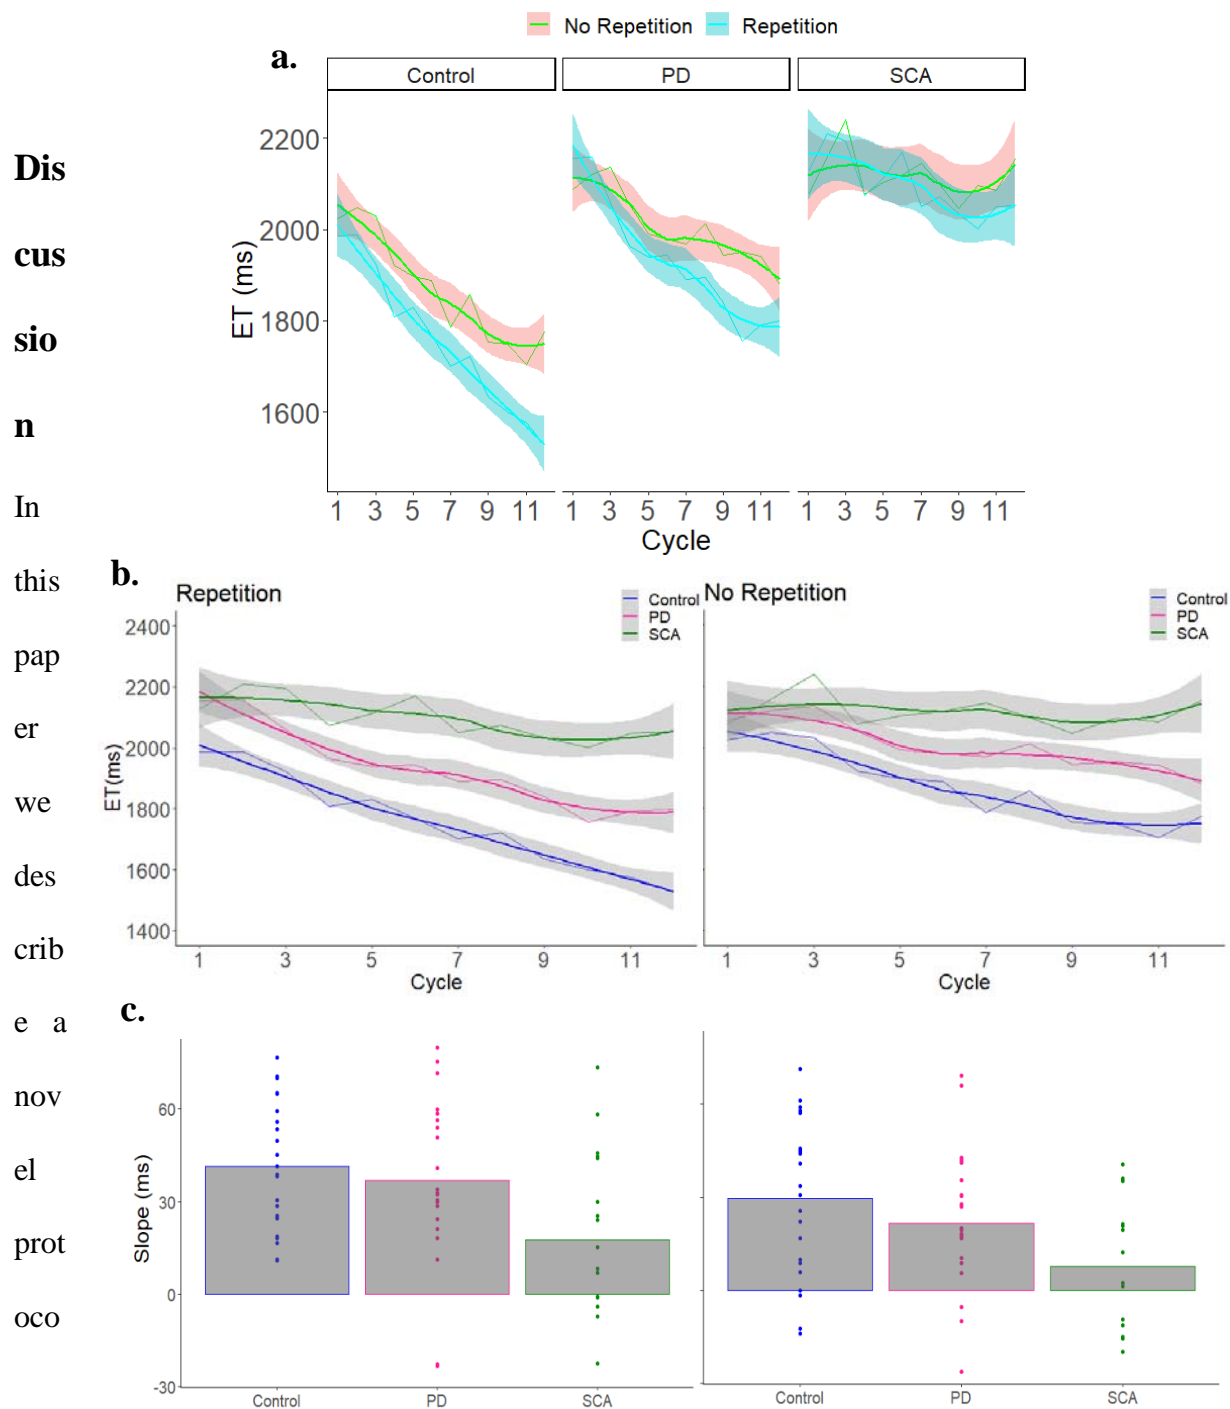 No Repetition Repetition
a.
Control PD SCA
2200
2000
1800
1600
ET (ms)
1 3 5 7 9 11 1 3 5 7 9 11 1 3 5 7 9 11
Cycle
b.
Repetition
Control
PD
SCA
No Repetition
Control
PD
SCA
2400
2200
2000
1800
1600
1400
ET(ms)
1 3 5 7 9 11 1 3 5 7 9 11
Cycle Cycle
c.
60
30
0
-30
Slope (ms)
Control PD SCA Control PD SCA
Dis
cus
sio
n
In
this
pap
er
we
des
crib
e a
nov
el
prot
oco